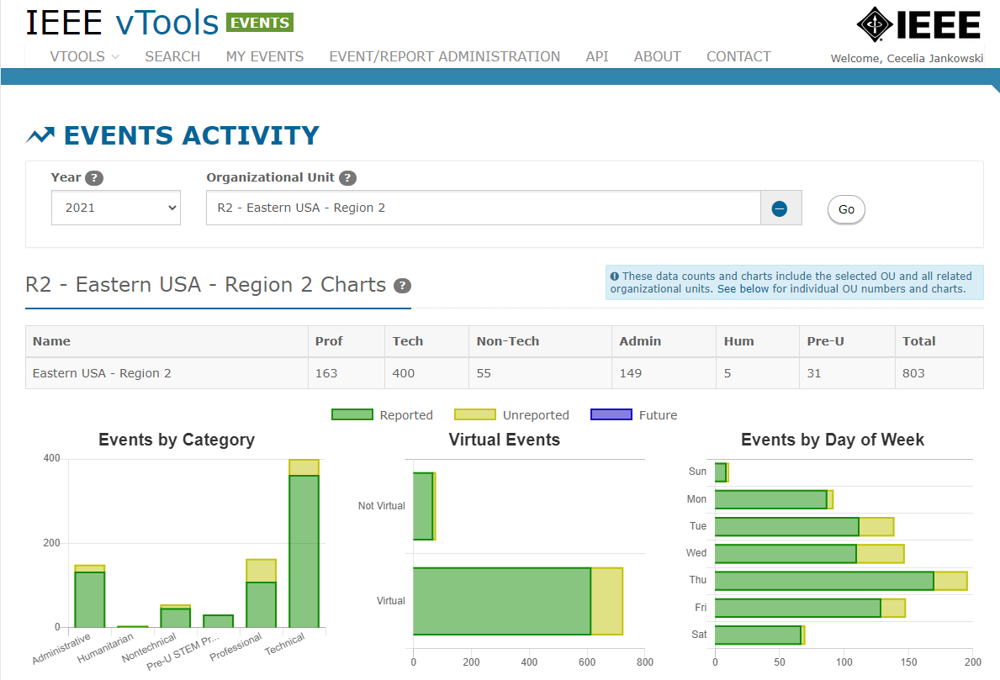 IEEE vTools EVENTS
IEEE
VTOOLS SEARCH MY EVENTS EVENT/REPORT ADMINISTRATION API ABOUT CONTACT
Welcome, Cecelia Jankowski
EVENTS ACTIVITY
Year ? Organizational Unit ?
2021 R2 - Eastern USA - Region 2 Go
R2 - Eastern USA - Region 2 Charts ?
These data counts and charts include the selected OU and all related
organizational units. See below for individual OU numbers and charts.
Name Prof Tech Non-Tech Admin Hum Pre-U Total
Eastern USA - Region 2 163 400 55 149 5 31 803
Reported Unreported Future
Events by Category
400
200
0
Administrative Humanitarian Nontechnical Pre-U STEM Pr... Professional Technical
Virtual Events
Not Virtual
Virtual
0 200 400 600 800
Events by Day of Week
Sun
Mon
Tue
Wed
Thu
Fri
Sat
0 50 100 150 200